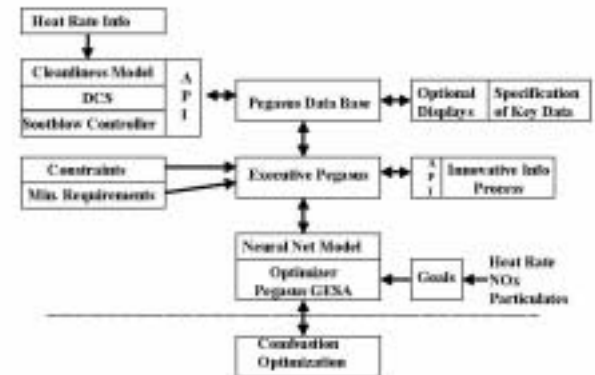 Heat Rate Info
Cleanliness Model
DCS
Sootblow Controller
A
P
I
Pegasus Data Base
Optional
Displays
Specification
of Key Data
Constraints
Min. Requirements
Executive Pegasus
A
P
I
Innovative Info
Process
Neural Net Model
Optimizer
Pegasus GESA
Goals
Heat Rate
NOx
Particulates
Combustion
Optimization